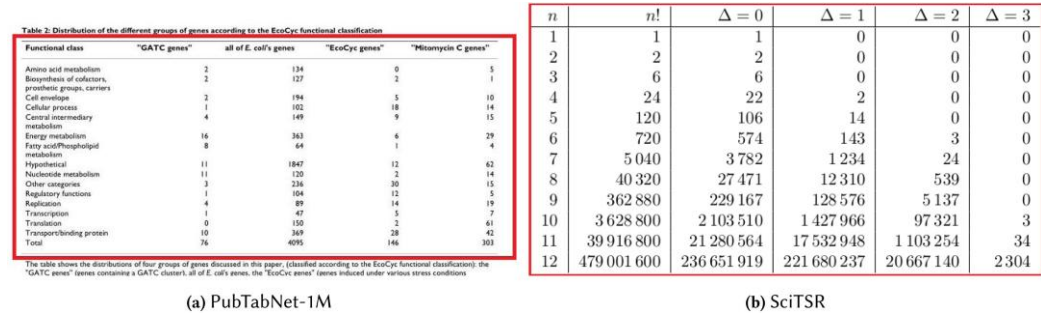 Table 2: Distribution of the different groups of genes according to the EcoCyc functional classification
Functional class "GATC genes" all of E. coli's genes "EcoCyc genes" "Mitomycin C genes"
Amino acid metabolism 2 134 0 5
Biosynthesis of cofactors, 2 127 2 1
prosthetic groups, carriers
Cell envelope 2 194 5 10
Cellular process 1 102 18 14
Central intermediary 4 149 9 15
metabolism
Energy metabolism 16 363 6 29
Fatty acid/Phospholipid 8 64 1 4
metabolism
Hypothetical 11 1847 12 62
Nucleotide metabolism 11 120 2 14
Other categories 3 236 30 15
Regulatory functions 1 104 12 5
Replication 4 89 14 19
Transcription 1 47 5 7
Translation 0 150 2 61
Transport/binding protein 10 369 28 42
Total 76 4095 146 303
The table shows the distributions of four groups of genes discussed in this paper, (classified according to the EcoCyc functional classification): the
"GATC genes" (genes containing a GATC cluster), all of E. coli's genes, the "EcoCyc genes" (genes induced under various stress conditions
(a) PubTabNet-1M
n n! Δ = 0 Δ = 1 Δ = 2 Δ = 3
1 1 1 0 0 0
2 2 2 0 0 0
3 6 6 0 0 0
4 24 22 2 0 0
5 120 106 14 0 0
6 720 574 143 3 0
7 5 040 3 782 1 234 24 0
8 40 320 27 471 12 310 539 0
9 362 880 229 167 128 576 5 137 0
10 3 628 800 2 103 510 1 427 966 97 321 3
11 39 916 800 21 280 564 17 532 948 1 103 254 34
12 479 001 600 236 651 919 221 680 237 20 667 140 2 304
(b) SciTSR